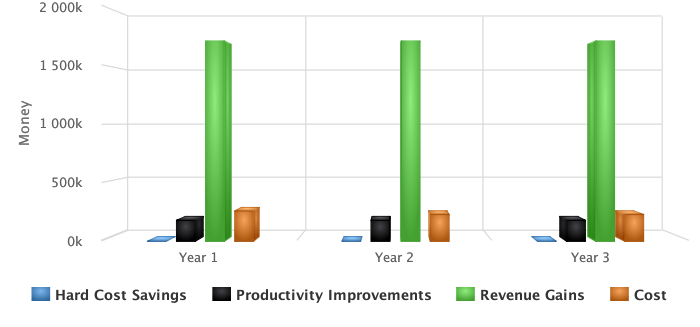 2 000k
1 500k
1 000k
500k
0k
Money
Year 1 Year 2 Year 3
Hard Cost Savings Productivity Improvements Revenue Gains Cost